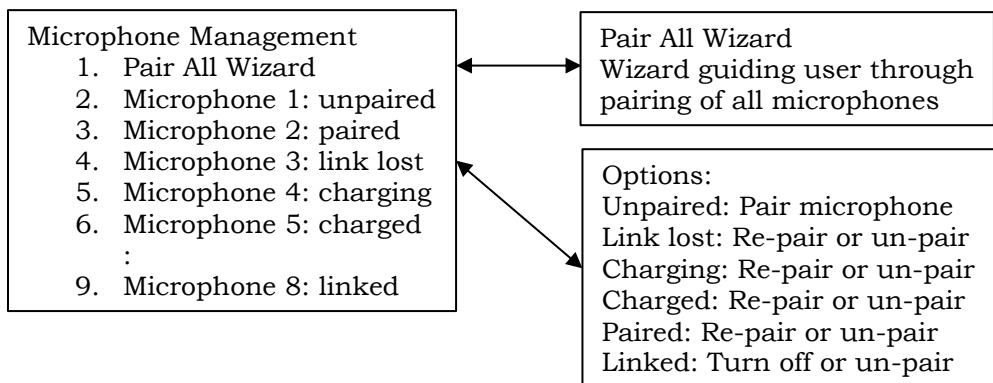 Microphone Management
1. Pair All Wizard
2. Microphone 1: unpaired
3. Microphone 2: paired
4. Microphone 3: link lost
5. Microphone 4: charging
6. Microphone 5: charged
:
9. Microphone 8: linked
Pair All Wizard
Wizard guiding user through
pairing of all microphones
Options:
Unpaired: Pair microphone
Link lost: Re-pair or un-pair
Charging: Re-pair or un-pair
Charged: Re-pair or un-pair
Paired: Re-pair or un-pair
Linked: Turn off or un-pair